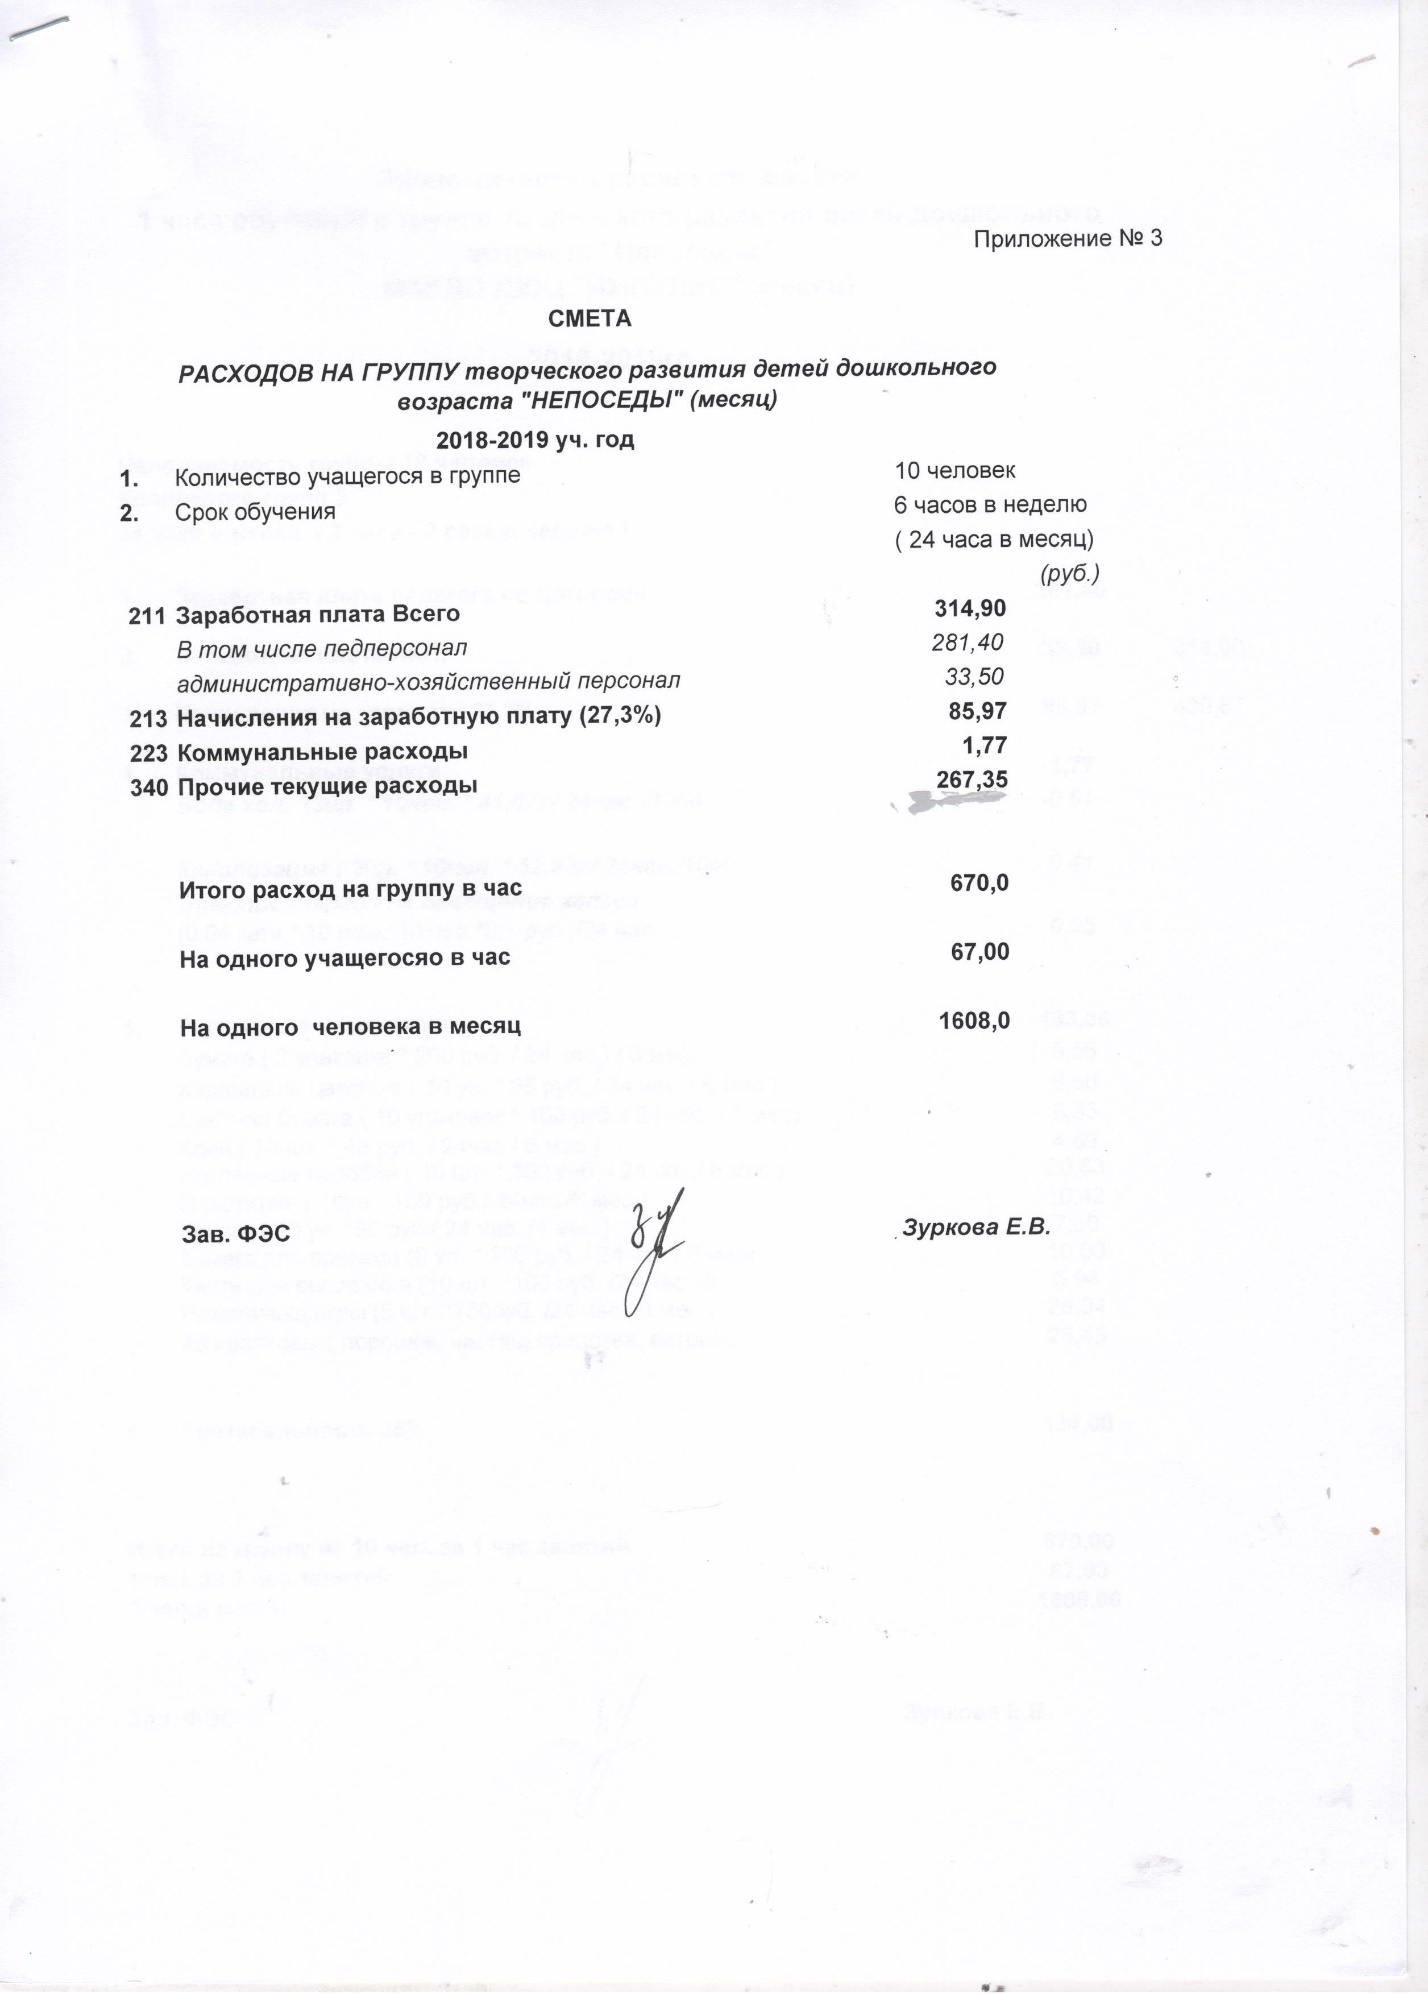 Приложение № 3
СМЕТА
РАСХОДОВ НА ГРУППУ творческого развития детей дошкольного
возраста "НЕПОСЕДЫ" (месяц)
2018-2019 уч. год
1. Количество учащегося в группе 10 человек
2. Срок обучения 6 часов в неделю
( 24 часа в месяц)
(руб.)
211 Заработная плата Всего 314,90
В том числе педперсонал 281,40
административно-хозяйственный персонал 33,50
213 Начисления на заработную плату (27,3%) 85,97
223 Коммунальные расходы 1,77
340 Прочие текущие расходы 267,35
Итого расход на группу в час 670,0
На одного учащегосяо в час 67,00
На одного человека в месяц 1608,0
Зав. ФЭС Зуркова Е.В.